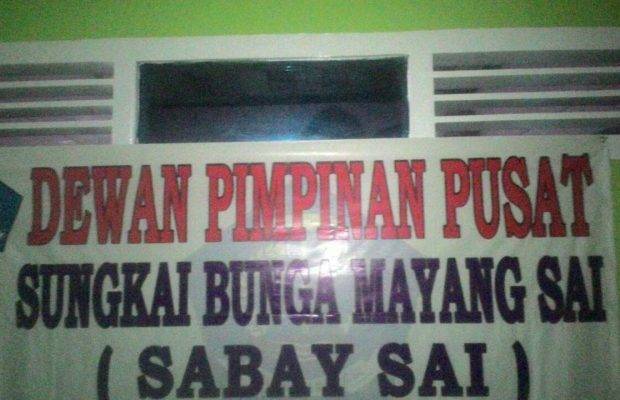 DEWAN PIMPINAN PUSAT
SUNGKAI BUNGA MAYANG SAI
( SABAY SAI )